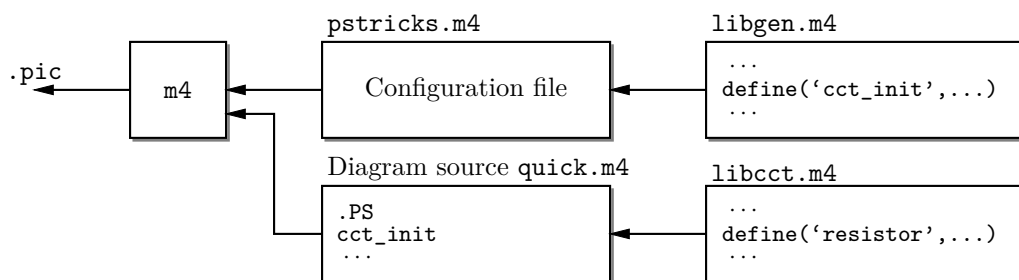 .pic
m4
pstricks.m4
Configuration file
libgen.m4
...
define(‘cct_init’,...)
...
Diagram source quick.m4
.PS
cct_init
...
libcct.m4
...
define(‘resistor’,...)
...